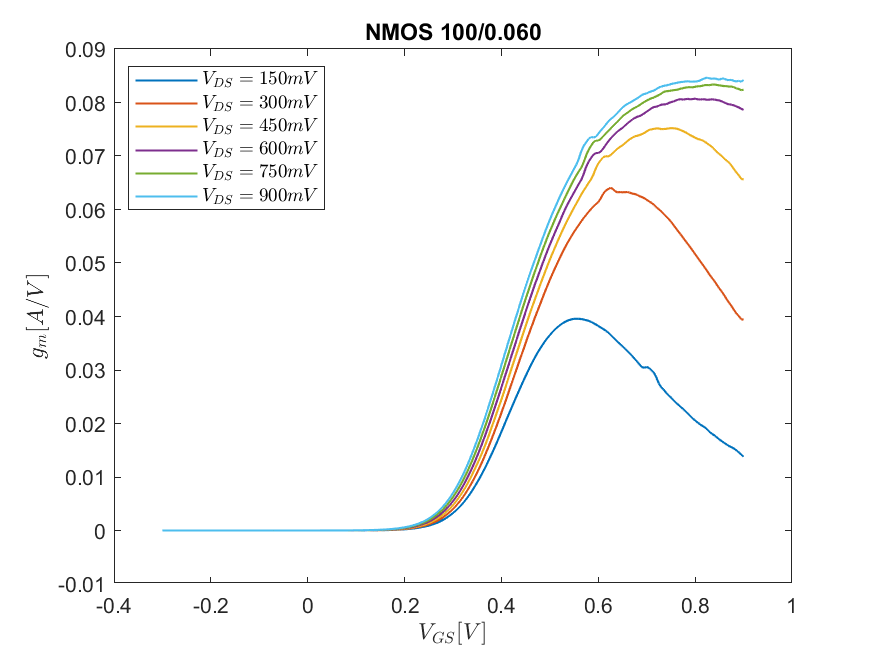 NMOS 100/0.060
0.09
0.08
0.07
0.06
0.05
0.04
0.03
0.02
0.01
0
-0.01
g_m[A/V]
V_DS = 150mV
V_DS = 300mV
V_DS = 450mV
V_DS = 600mV
V_DS = 750mV
V_DS = 900mV
-0.4 -0.2 0 0.2 0.4 0.6 0.8 1
V_GS[V]